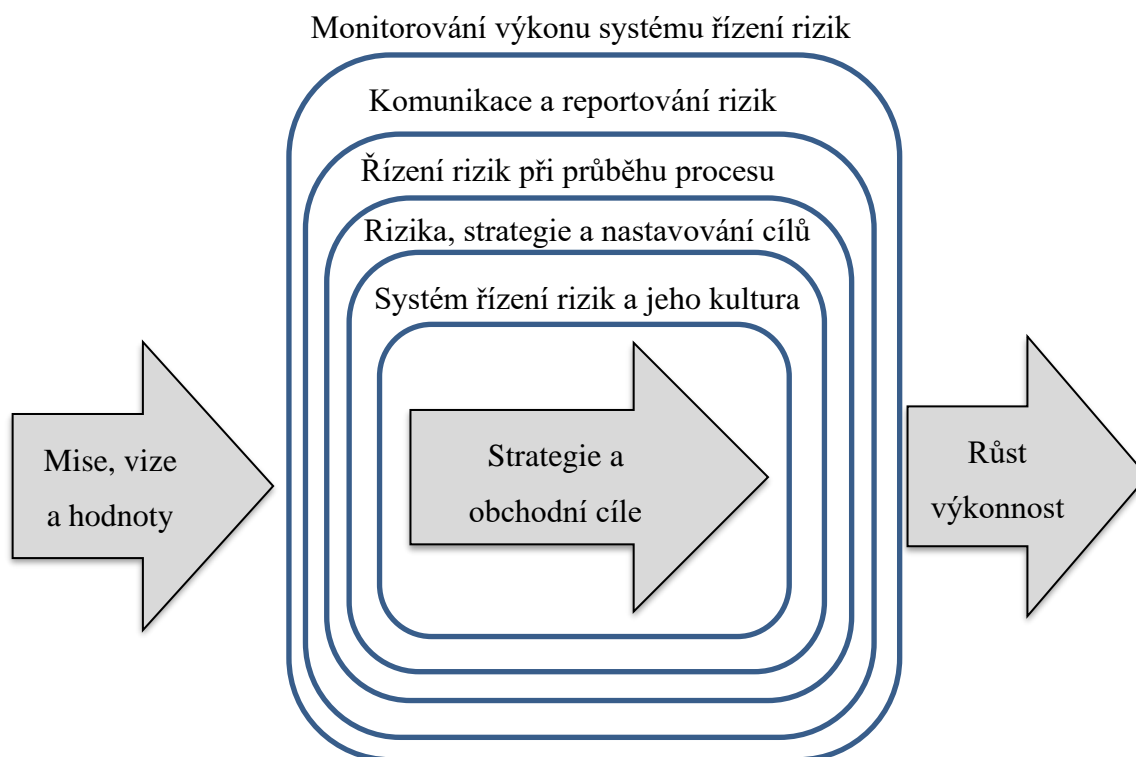 Monitorování výkonu systému řízení rizik
Komunikace a reportování rizik
Řízení rizik při průběhu procesu
Rizika, strategie a nastavování cílů
Systém řízení rizik a jeho kultura
Mise, vize
a hodnoty
Strategie a
obchodní cíle
Růst
výkonnost